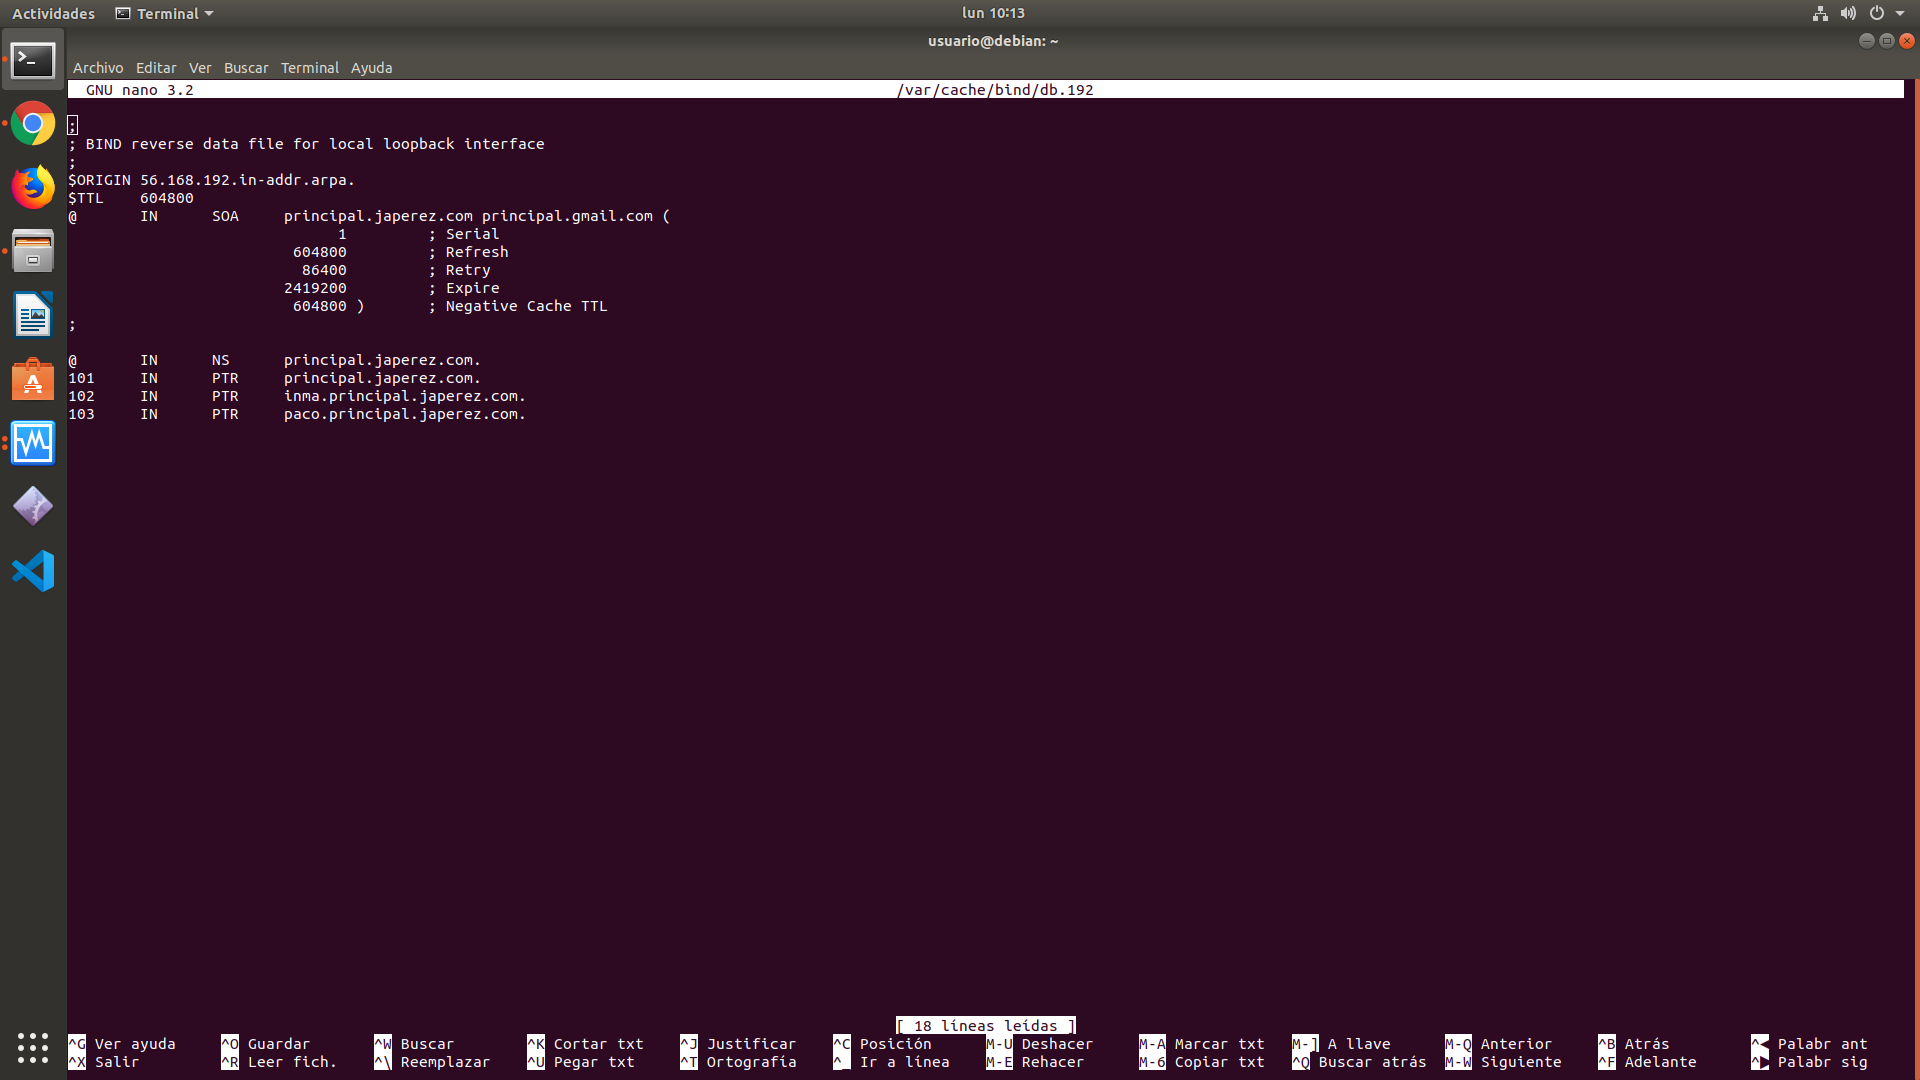 Actividades Terminal lun 10:13
usuario@debian: ~
Archivo Editar Ver Buscar Terminal Ayuda
GNU nano 3.2 /var/cache/bind/db.192
;
; BIND reverse data file for local loopback interface
;
$ORIGIN 56.168.192.in-addr.arpa.
$TTL 604800
@ IN SOA principal.japerez.com principal.gmail.com (
1 ; Serial
604800 ; Refresh
86400 ; Retry
2419200 ; Expire
604800 ) ; Negative Cache TTL
;
@ IN NS principal.japerez.com.
101 IN PTR principal.japerez.com.
102 IN PTR inma.principal.japerez.com.
103 IN PTR paco.principal.japerez.com.
[ 18 líneas leídas ]
^G Ver ayuda ^O Guardar ^W Buscar ^K Cortar txt ^J Justificar ^C Posición M-U Deshacer M-A Marcar txt M-] A llave M-Q Anterior ^B Atrás ^◀ Palabr ant
^X Salir ^R Leer fich. ^\ Reemplazar ^U Pegar txt ^T Ortografía ^_ Ir a línea M-E Rehacer M-6 Copiar txt ^Q Buscar atrás M-W Siguiente ^F Adelante ^▶ Palabr sig